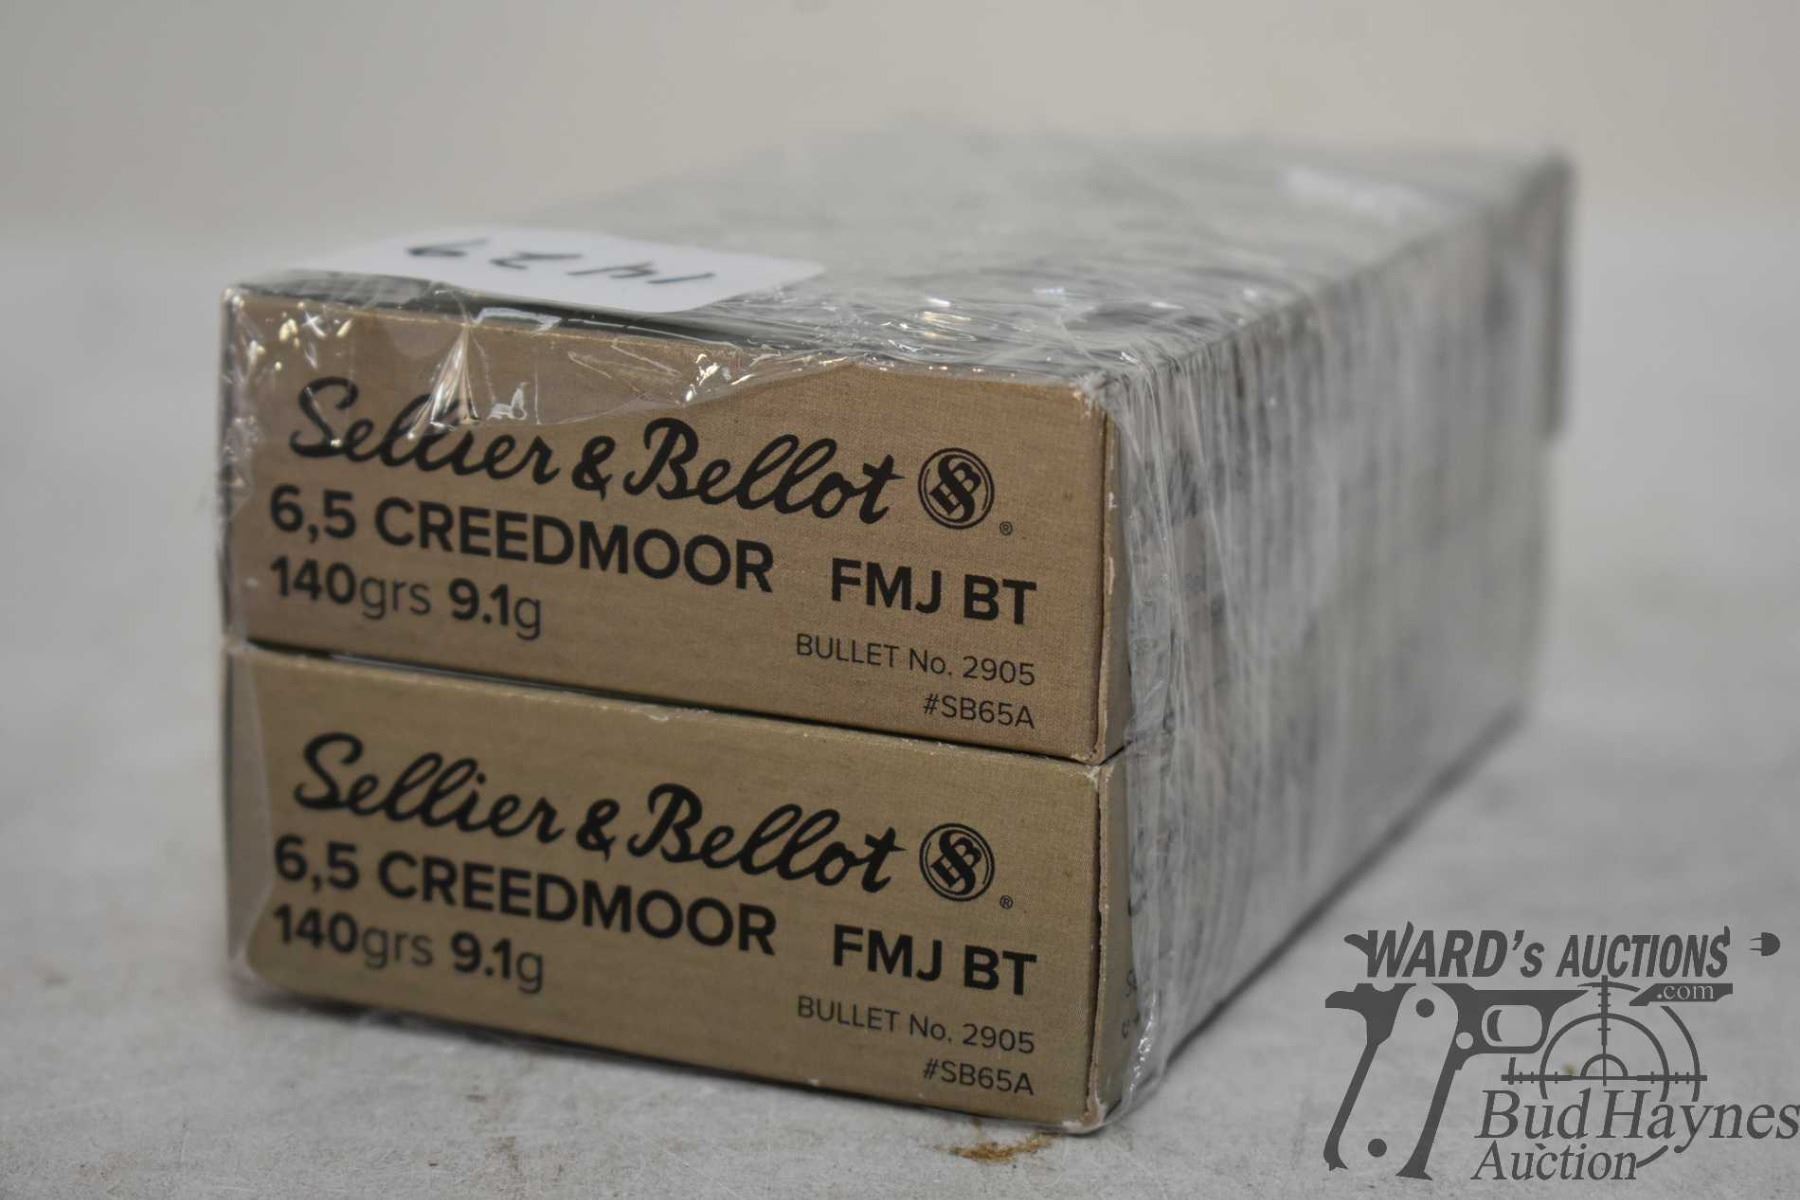 1427
Sellier & Bellot
6,5 CREEDMOOR FMJ BT
140grs 9.1g
BULLET No. 2905
#SB65A
Sellier & Bellot
6,5 CREEDMOOR FMJ BT
140grs 9.1g
BULLET No. 2905
#SB65A
WARD's AUCTIONS
.com
Bud Haynes
Auction